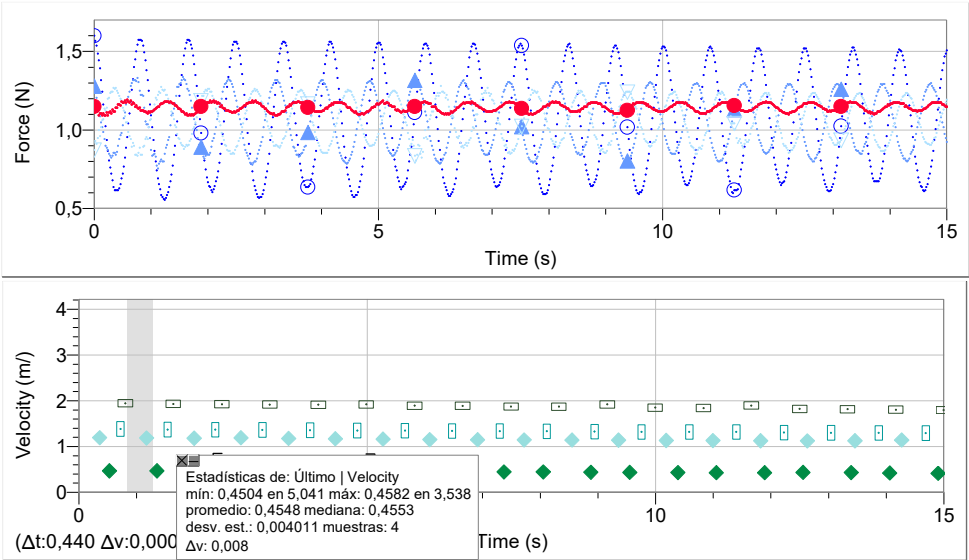 Force (N)
1,5
1,0
0,5
0
5
10
15
Time (s)
Velocity (m/)
4
3
2
1
0
0
10
15
Estadísticas de: Último | Velocity
mín: 0,4504 en 5,041 máx: 0,4582 en 3,538
promedio: 0,4548 mediana: 0,4553
desv. est.: 0,004011 muestras: 4
Δv: 0,008
(Δt:0,440 Δv:0,000
Time (s)